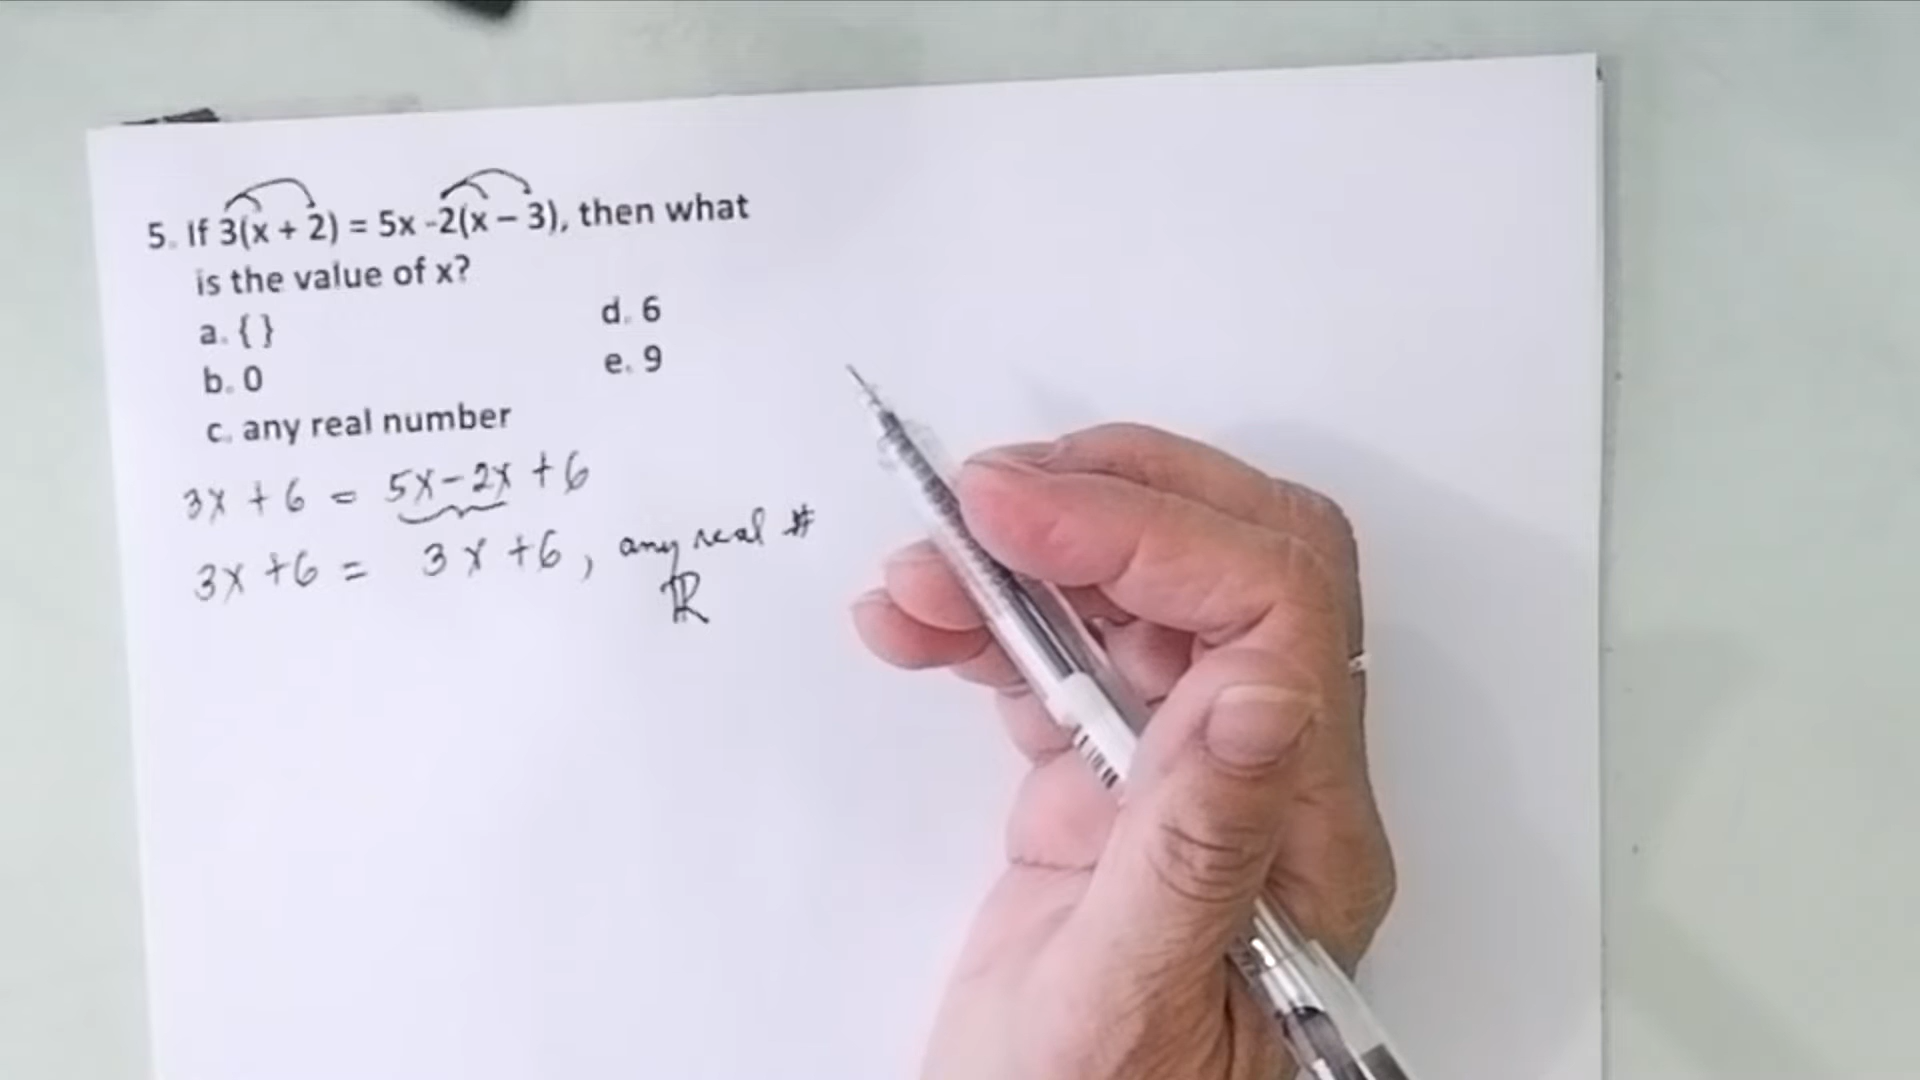 5. If 3(x + 2) = 5x -2(x – 3), then what
is the value of x?
a. { }
d. 6
b. 0
e. 9
c. any real number
3x + 6 = 5x - 2x + 6
3x + 6 = 3x + 6, any real #
ℝ